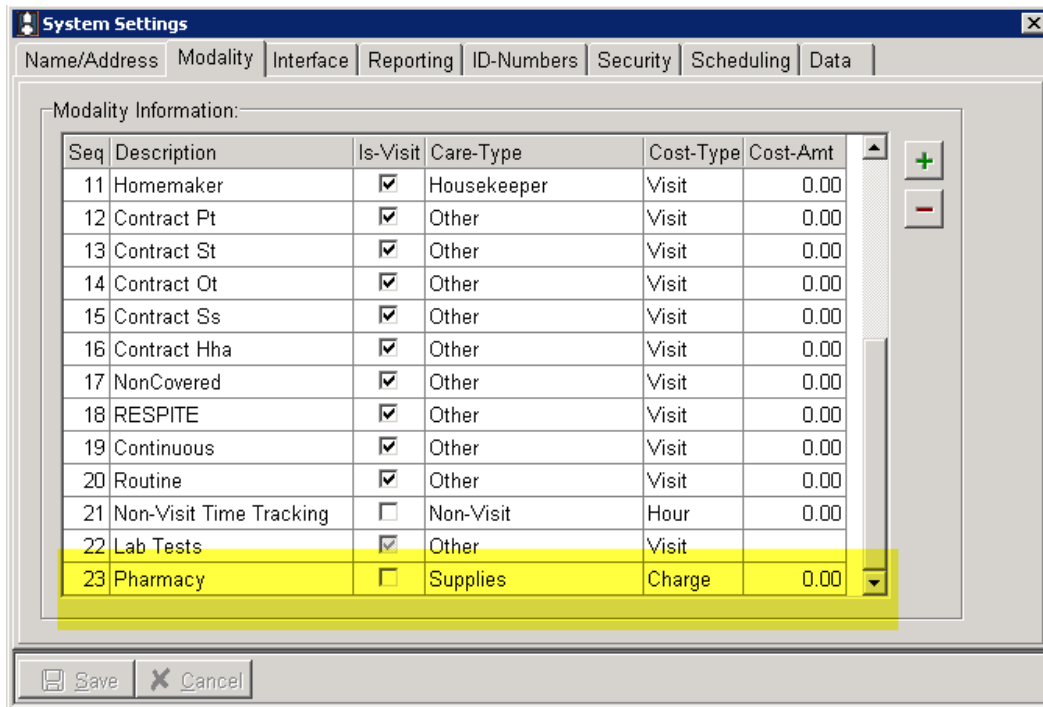 System Settings
Name/Address Modality Interface Reporting ID-Numbers Security Scheduling Data
Modality Information:
Seq Description Is-Visit Care-Type Cost-Type Cost-Amt
11 Homemaker Housekeeper Visit 0.00
12 Contract Pt Other Visit 0.00
13 Contract St Other Visit 0.00
14 Contract Ot Other Visit 0.00
15 Contract Ss Other Visit 0.00
16 Contract Hha Other Visit 0.00
17 NonCovered Other Visit 0.00
18 RESPITE Other Visit 0.00
19 Continuous Other Visit 0.00
20 Routine Other Visit 0.00
21 Non-Visit Time Tracking Non-Visit Hour 0.00
22 Lab Tests Other Visit
23 Pharmacy Supplies Charge 0.00
Save Cancel